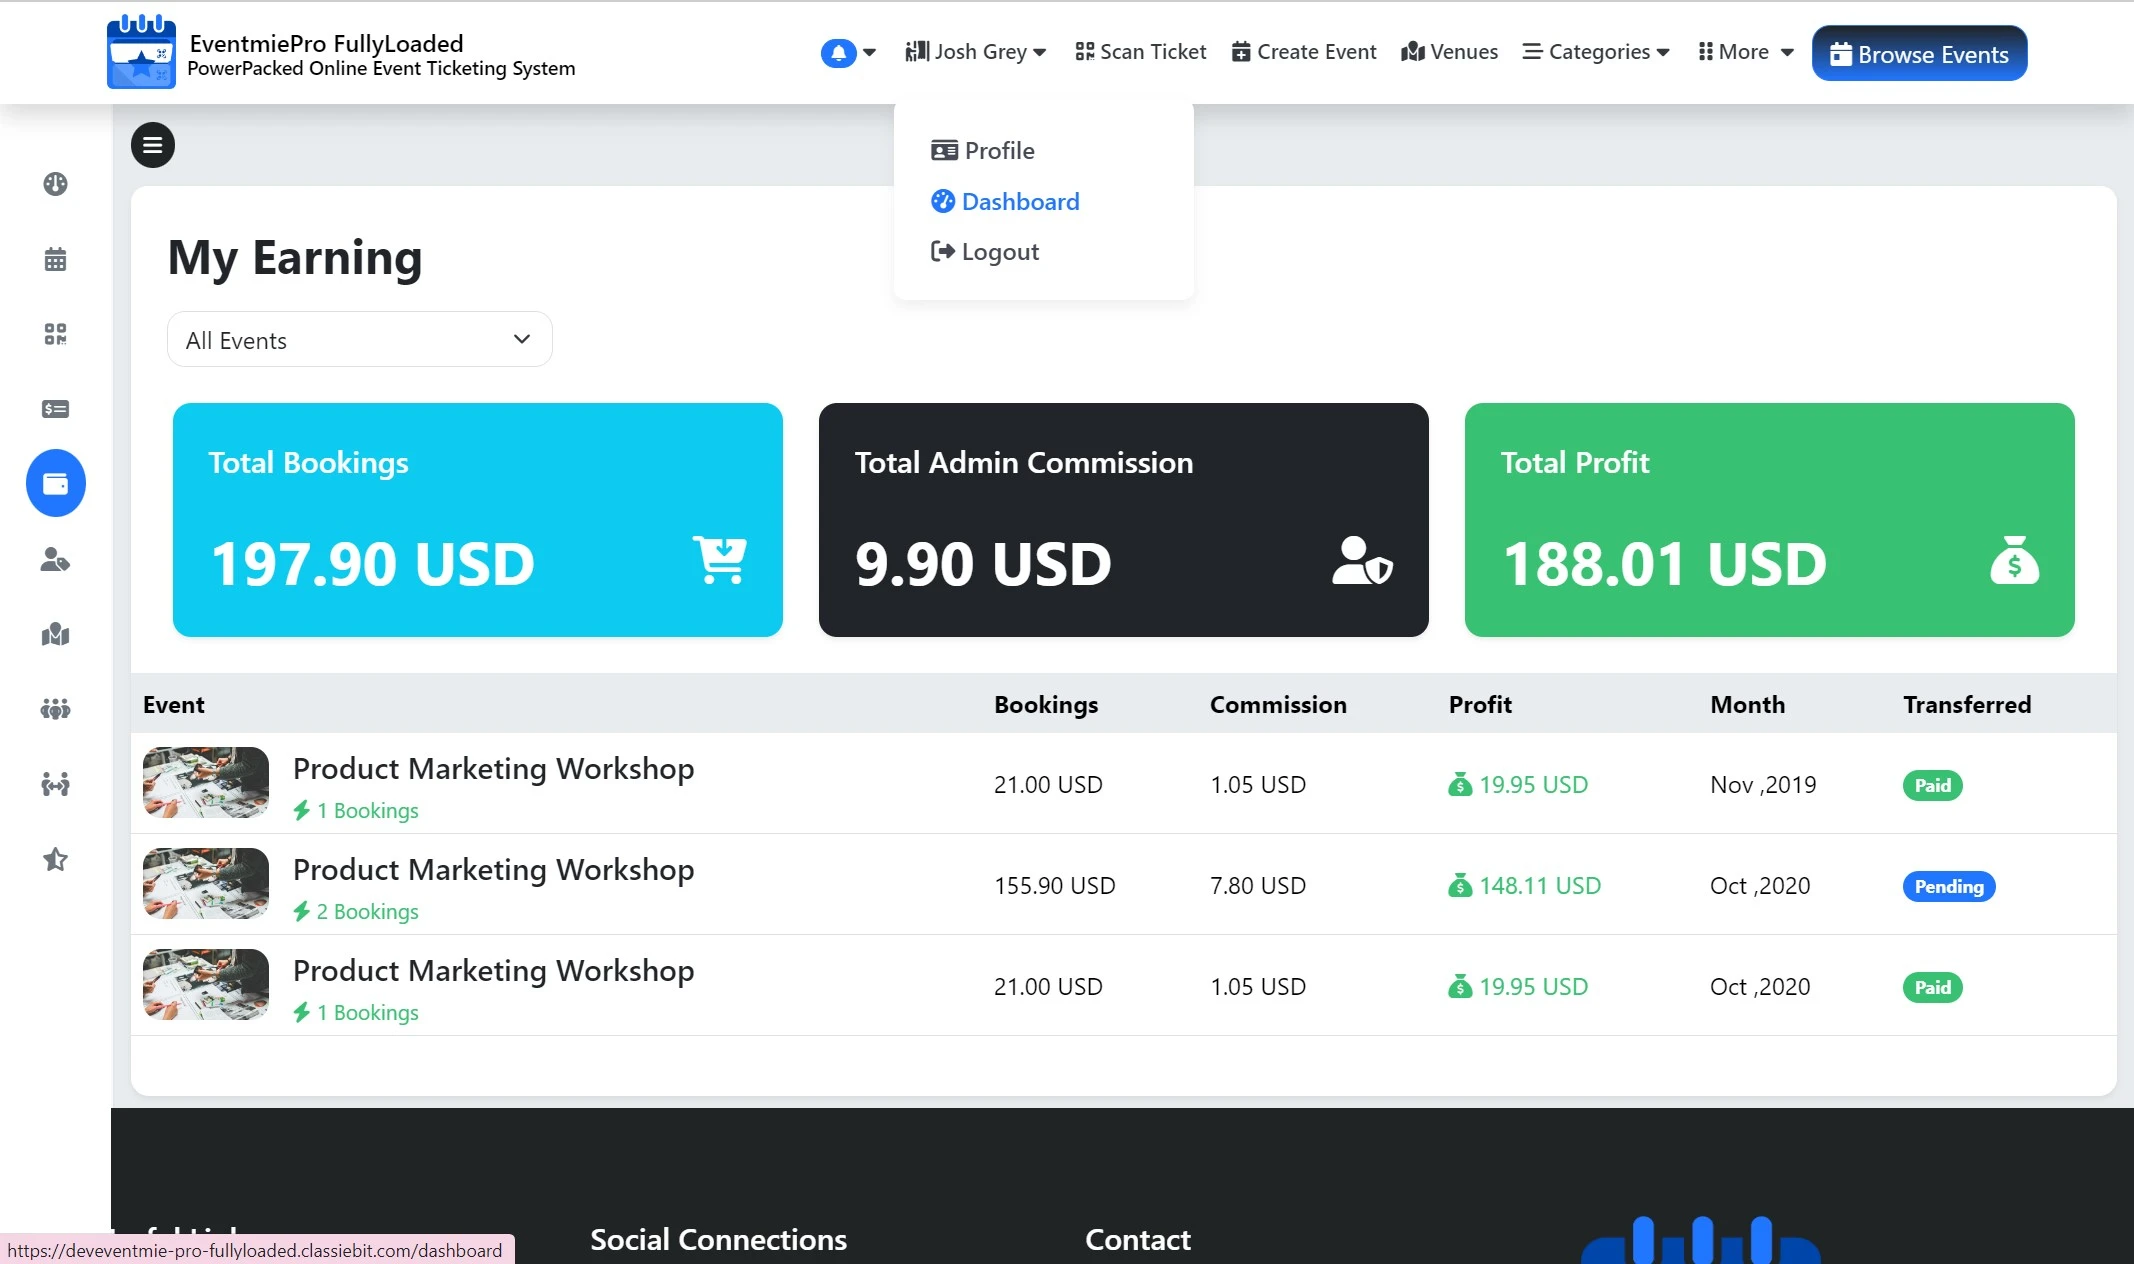 EventmiePro FullyLoaded
PowerPacked Online Event Ticketing System
Josh Grey
Scan Ticket
Create Event
Venues
Categories
More
Browse Events
Profile
Dashboard
Logout
My Earning
All Events
Total Bookings
197.90 USD
Total Admin Commission
9.90 USD
Total Profit
188.01 USD
Event Bookings Commission Profit Month Transferred
Product Marketing Workshop
1 Bookings
21.00 USD 1.05 USD 19.95 USD Nov ,2019 Paid
Product Marketing Workshop
2 Bookings
155.90 USD 7.80 USD 148.11 USD Oct ,2020 Pending
Product Marketing Workshop
1 Bookings
21.00 USD 1.05 USD 19.95 USD Oct ,2020 Paid
Social Connections
Contact
https://deveventmie-pro-fullyloaded.classiebit.com/dashboard